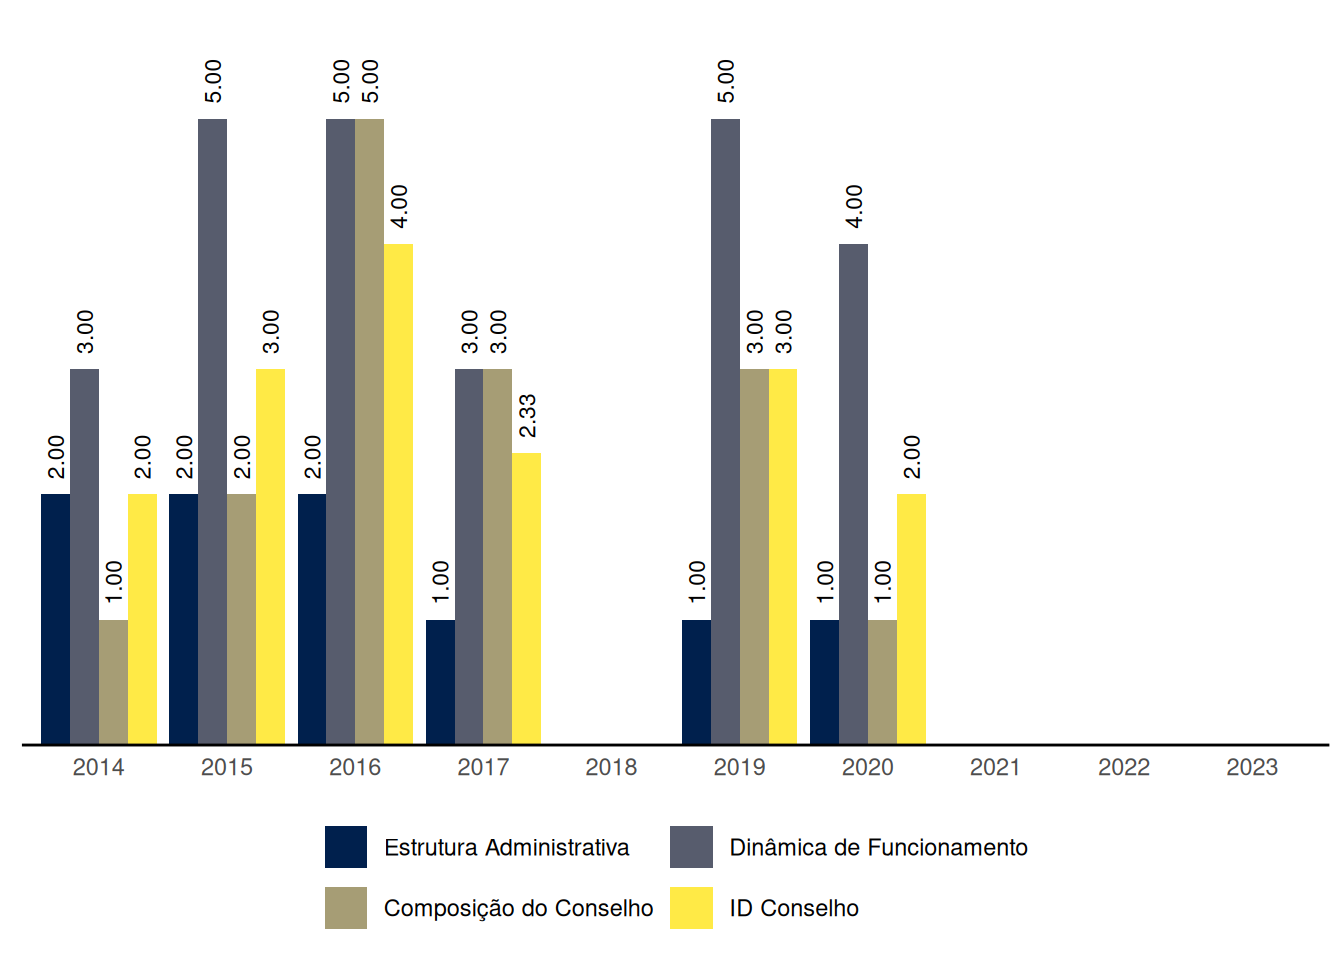 2.00 3.00 1.00 2.00 2.00 5.00 2.00 3.00 2.00 5.00 5.00 4.00 1.00 3.00 3.00 2.33 1.00 5.00 3.00 3.00 1.00 4.00 1.00 2.00
2014 2015 2016 2017 2018 2019 2020 2021 2022 2023
Estrutura Administrativa Dinâmica de Funcionamento
Composição do Conselho ID Conselho